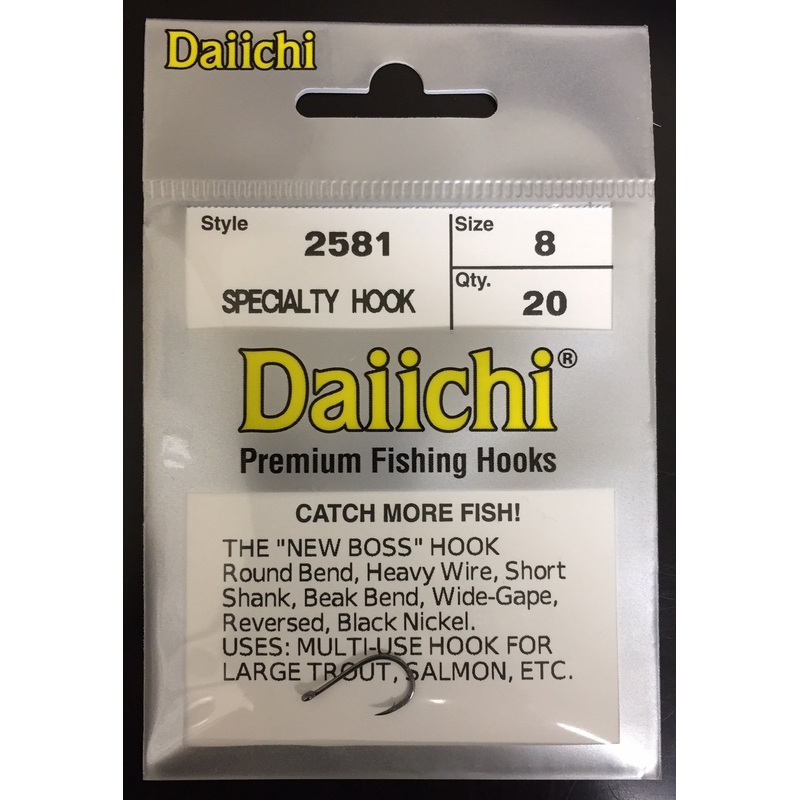 Daiichi
Style 2581
Size 8
SPECIALTY HOOK
Qty. 20
Daiichi®
Premium Fishing Hooks
CATCH MORE FISH!
THE "NEW BOSS" HOOK
Round Bend, Heavy Wire, Short
Shank, Beak Bend, Wide-Gape,
Reversed, Black Nickel.
USES: MULTI-USE HOOK FOR
LARGE TROUT, SALMON, ETC.